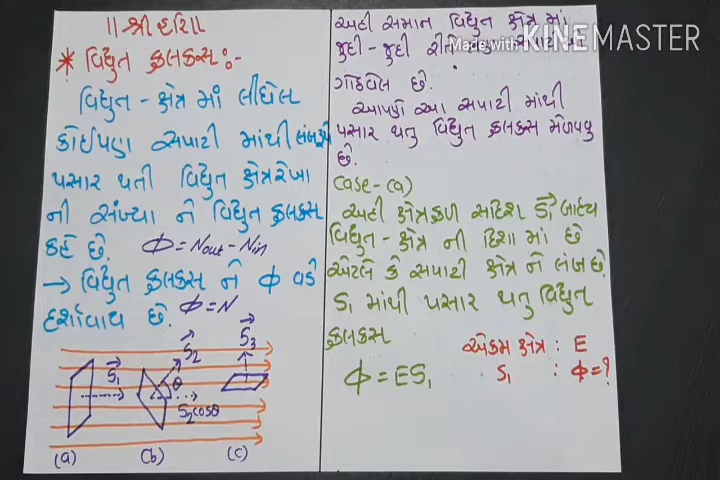 ॥ श्री हरि ॥
* વિદ્યુત ફ્લક્સ :-
વિદ્યુત - ક્ષેત્ર માં લીધેલ
કોઈપણ સપાટી માંથી લંબરૂપે
પસાર થતી વિદ્યુત ક્ષેત્રરેખા
ની સંખ્યા ને વિદ્યુત ફ્લક્સ
કહે છે. ϕ = Nout - Nin
→ વિદ્યુત ફ્લક્સ ને ϕ વડે
દર્શાવાય છે. ϕ = N
S₁ S₂ S₃
θ
S₂cosθ
(a) (b) (c)
અહી સમાન વિદ્યુત ક્ષેત્ર માં
જુદી - જુદી રીતે
Made with KINEMASTER
ગોઠવેલ છે.
આપણે આ સપાટી માંથી
પસાર થતુ વિદ્યુત ફ્લક્સ મેળવવુ
છે.
Case - (a)
અહી ક્ષેત્રફળ સદિશ S₁ બાહ્ય
વિદ્યુત - ક્ષેત્ર ની દિશા માં છે
એટલે કે સપાટી ક્ષેત્ર ને લંબ છે.
S₁ માંથી પસાર થતુ વિદ્યુત
ફ્લક્સ
એકમ ક્ષેત્ર : E
ϕ = ES₁
S₁ : ϕ = ?